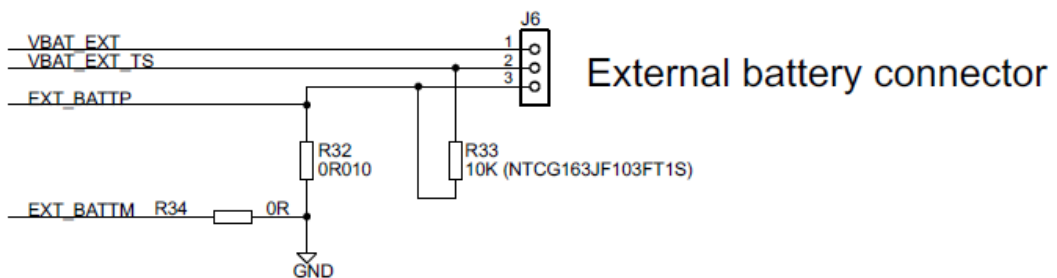 J6
VBAT_EXT 1
VBAT_EXT_TS 2
3
External battery connector
EXT_BATTP
R32
0R010
R33
10K (NTCG163JF103FT1S)
EXT_BATTM R34 0R
GND